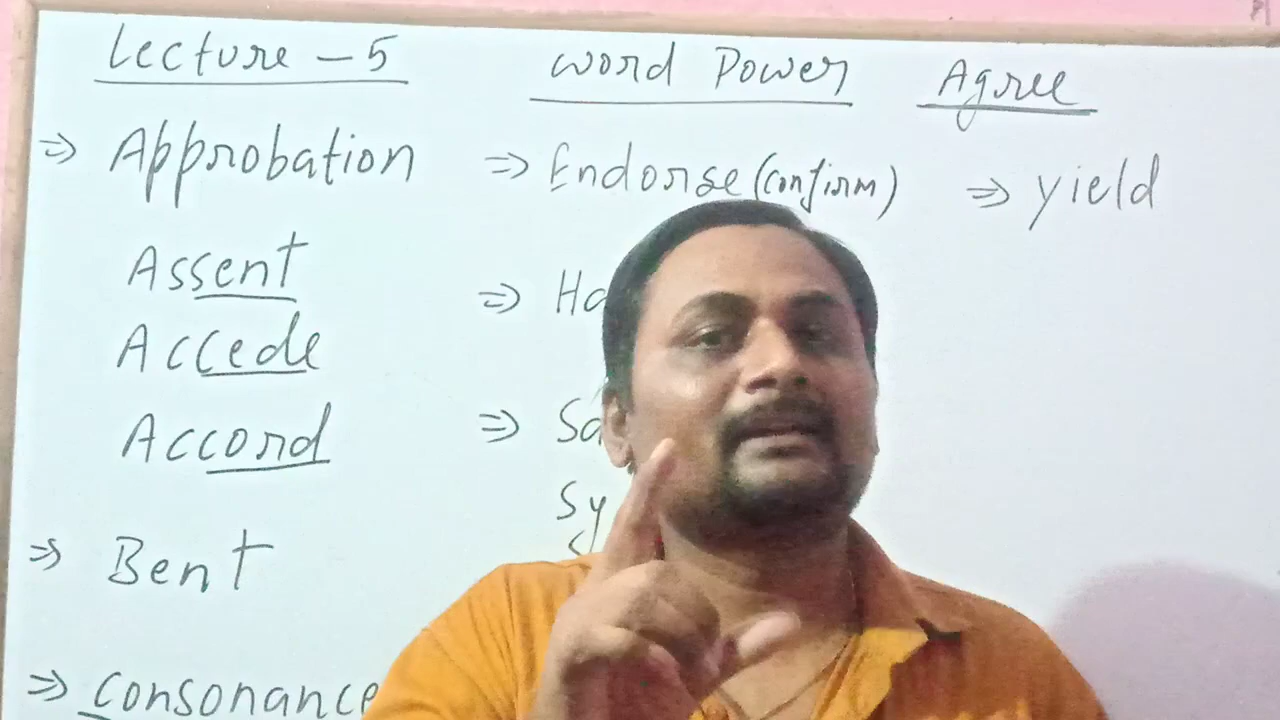 Lecture - 5 Word Power Agree
⇒ Approbation
Assent
Accede
Accord
⇒ Bent
⇒ Consonance
⇒ Endorse (confirm)
⇒ Yield